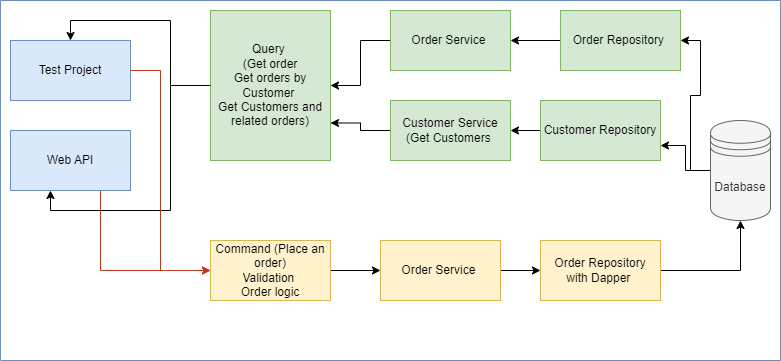 Test Project
Web API
Query
(Get order
Get orders by
Customer
Get Customers and
related orders)
Order Service
Order Repository
Customer Service
(Get Customers
Customer Repository
Database
Command (Place an
order)
Validation
Order logic
Order Service
Order Repository
with Dapper